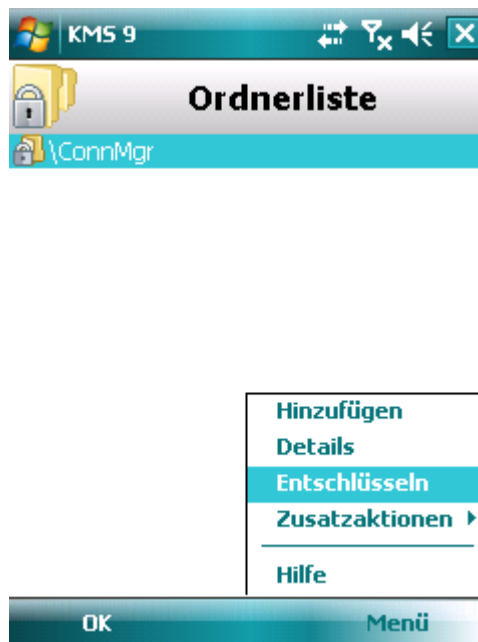 KMS 9
Ordnerliste
\ConnMgr
Hinzufügen
Details
Entschlüsseln
Zusatzaktionen
Hilfe
OK
Menü